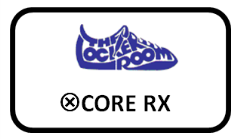 THE LOCKER ROOM
⊗CORE RX